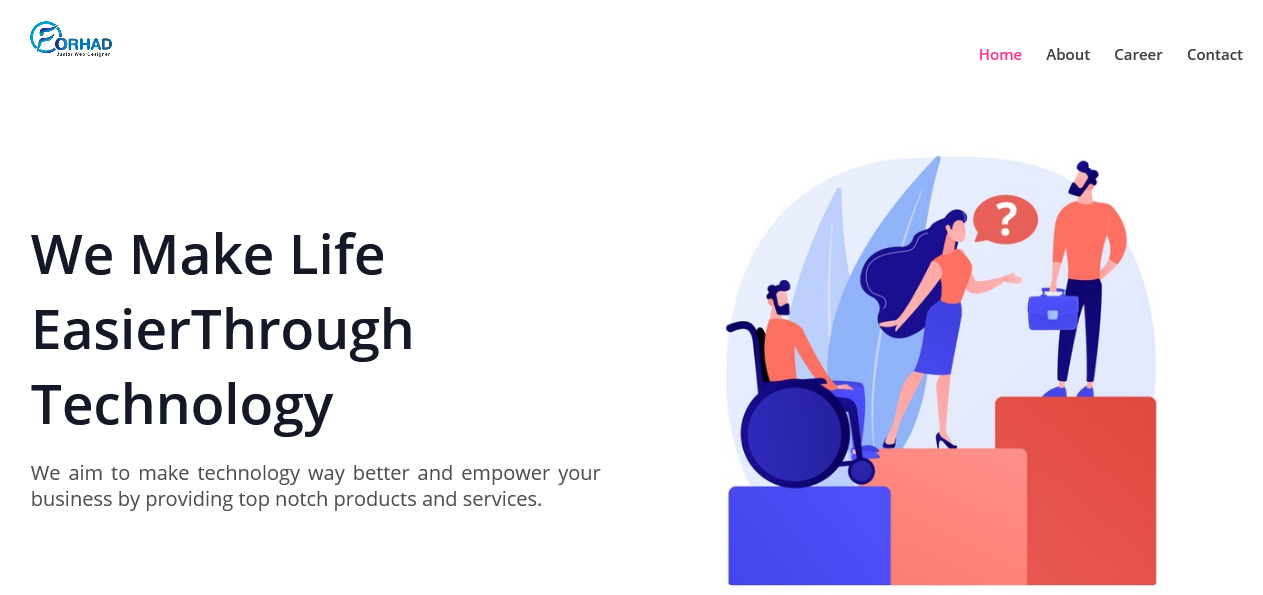 FORHAD
Junior Web Designer
Home About Career Contact
We Make Life
EasierThrough
Technology
We aim to make technology way better and empower your
business by providing top notch products and services.
?